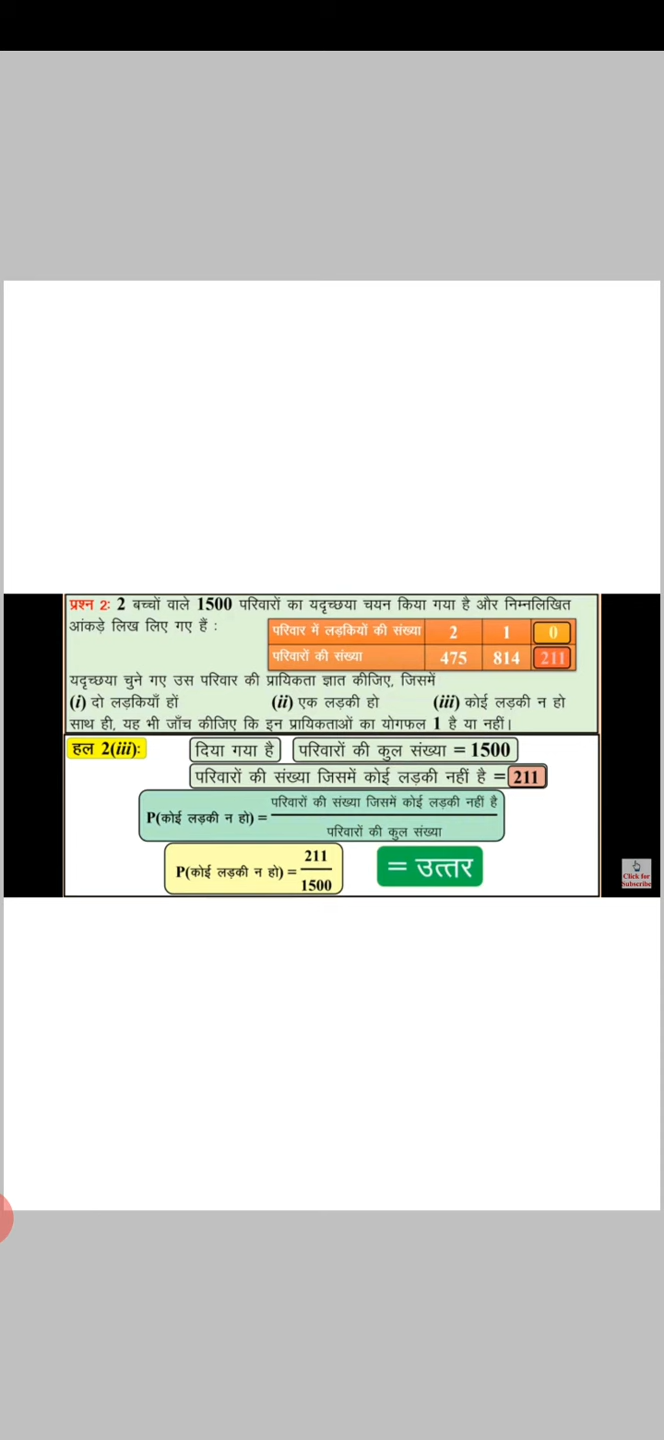 प्रश्न 2: 2 बच्चों वाले 1500 परिवारों का यदृच्छया चयन किया गया है और निम्नलिखित
आंकड़े लिख लिए गए हैं :
परिवार में लड़कियों की संख्या 2 1 0
परिवारों की संख्या 475 814 211
यदृच्छया चुने गए उस परिवार की प्रायिकता ज्ञात कीजिए, जिसमें
(i) दो लड़कियाँ हों (ii) एक लड़की हो (iii) कोई लड़की न हो
साथ ही, यह भी जाँच कीजिए कि इन प्रायिकताओं का योगफल 1 है या नहीं।
हल 2(iii): दिया गया है परिवारों की कुल संख्या = 1500
परिवारों की संख्या जिसमें कोई लड़की नहीं है = 211
परिवारों की संख्या जिसमें कोई लड़की नहीं है
P(कोई लड़की न हो) =
परिवारों की कुल संख्या
211
P(कोई लड़की न हो) = = उत्तर
1500
Click for
Subscribe